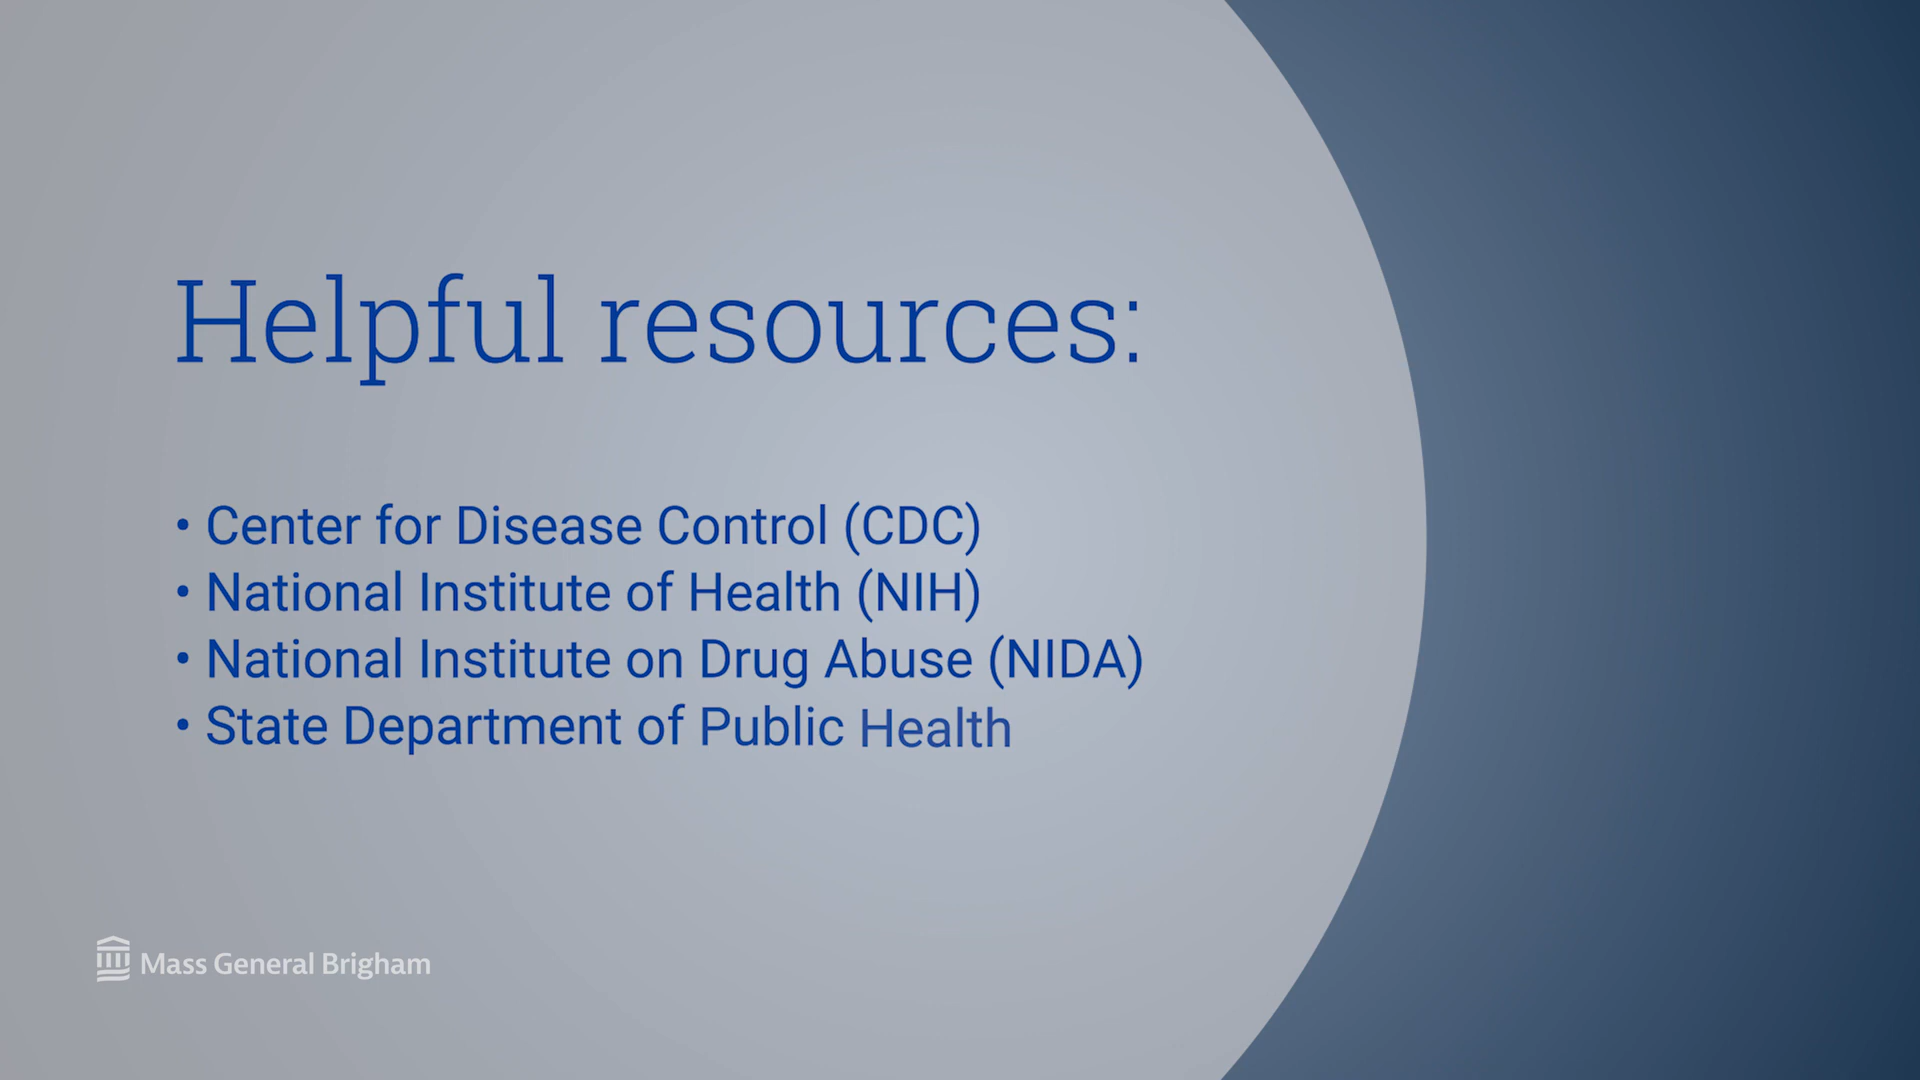 Helpful resources:
• Center for Disease Control (CDC)
• National Institute of Health (NIH)
• National Institute on Drug Abuse (NIDA)
• State Department of Public Health
Mass General Brigham